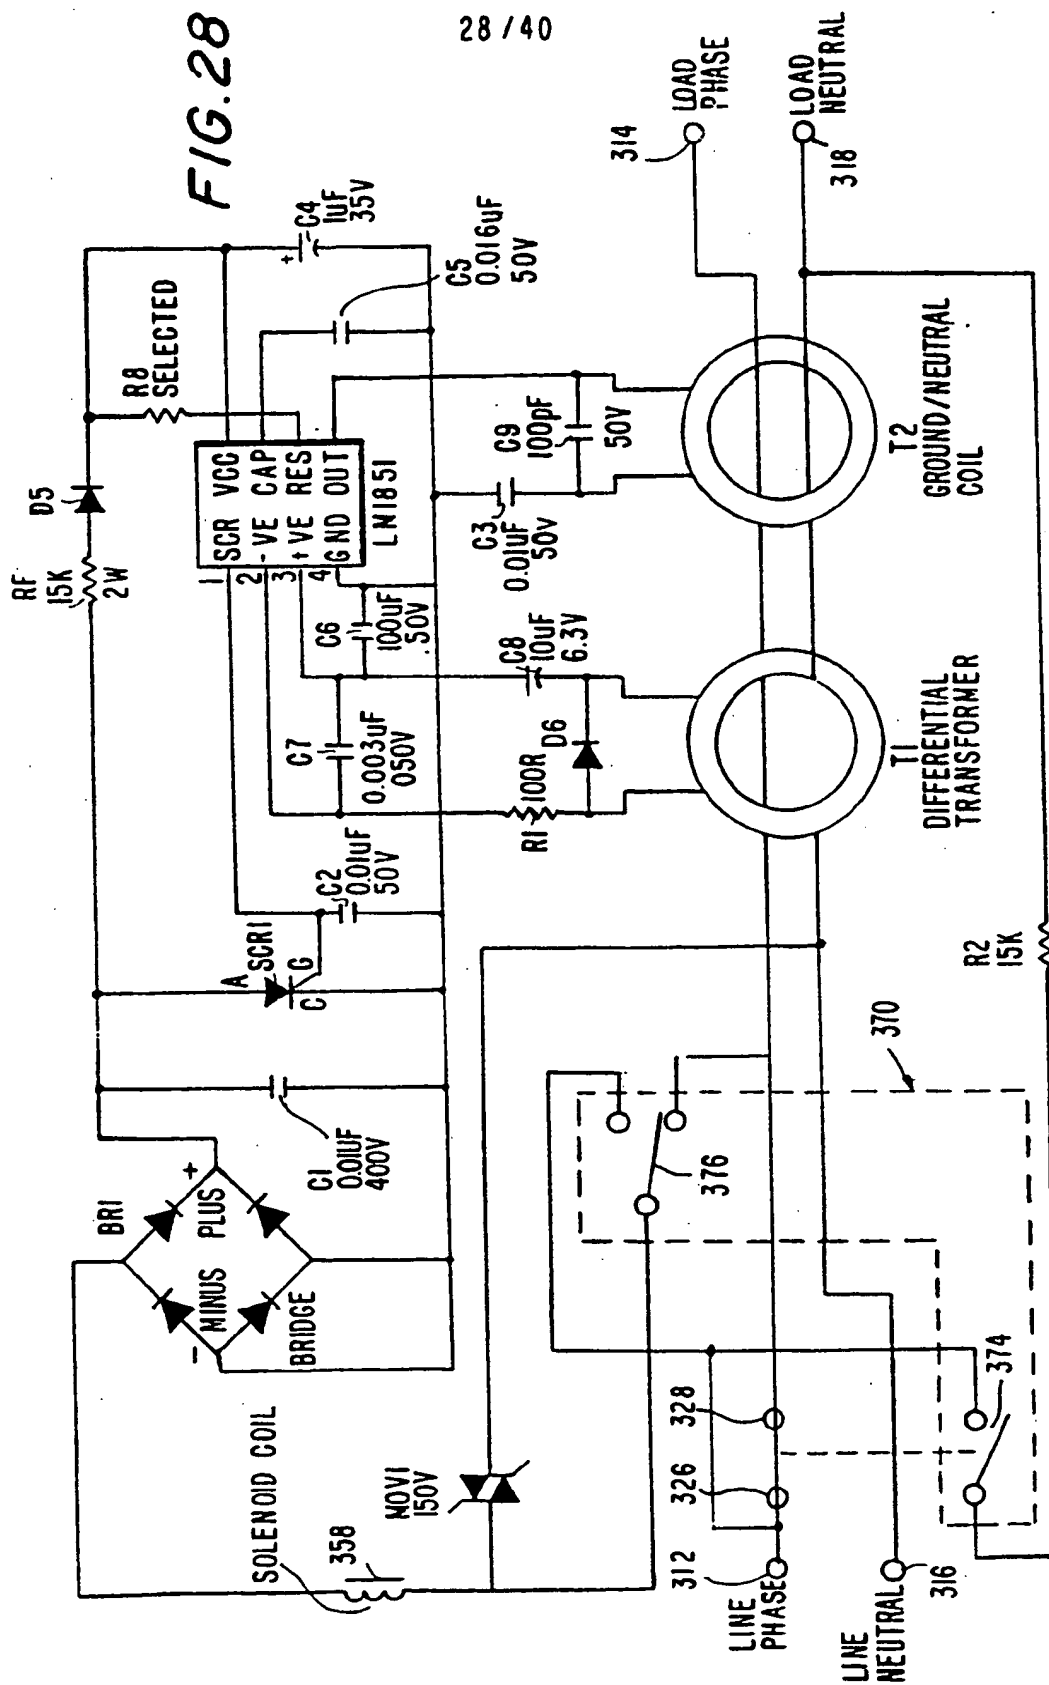 28/40
FIG.28
RF
15K
2W
D5
R8
SELECTED
C4
1uF
35V
+
C5
0.016uF
50V
1 SCR VCC
2 -VE CAP
3 +VE RES
4 GND OUT
LM1851
BR1
+
PLUS
MINUS
-
BRIDGE
C1
0.01UF
400V
A
SCR1
C G
C2
0.01uF
50V
C7
0.003uF
050V
C6
100uF
50V
C8
10uF
6.3V
C3
0.01uF
50V
C9
100pF
50V
R1
100R
D6
SOLENOID COIL
358
MOV1
150V
T1
DIFFERENTIAL
TRANSFORMER
T2
GROUND/NEUTRAL
COIL
314
LOAD
PHASE
LOAD
NEUTRAL
318
376
370
R2
15K
312
LINE
PHASE
326
328
374
LINE
NEUTRAL
316